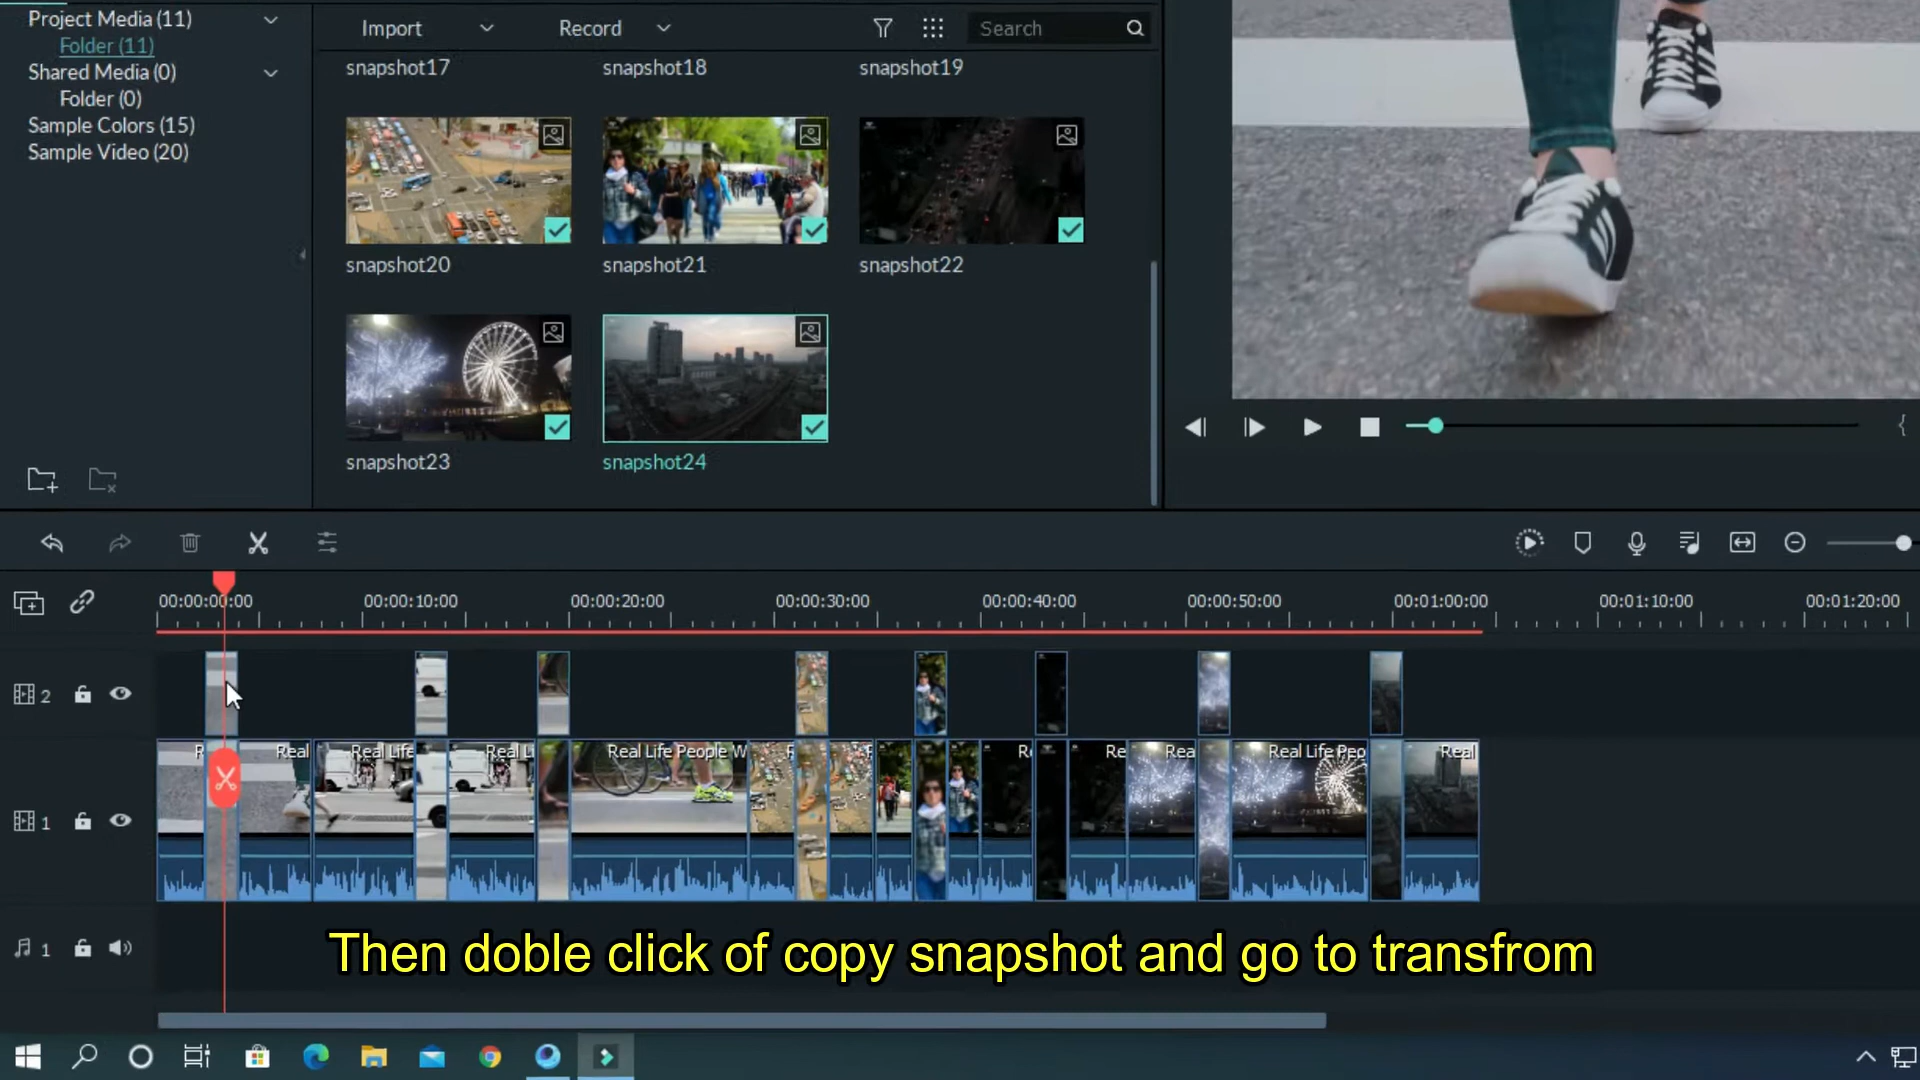 Project Media (11)
Folder (11)
Shared Media (0)
Folder (0)
Sample Colors (15)
Sample Video (20)
Import
Record
Search
snapshot17
snapshot18
snapshot19
snapshot20
snapshot21
snapshot22
snapshot23
snapshot24
00:00:00:00
00:00:10:00
00:00:20:00
00:00:30:00
00:00:40:00
00:00:50:00
00:01:00:00
00:01:10:00
00:01:20:00
2
R
Real
Real Life
Real L
Real Life People W
Re
Re
Rea
Real Life Peo
Real
1
1
Then doble click of copy snapshot and go to transfrom